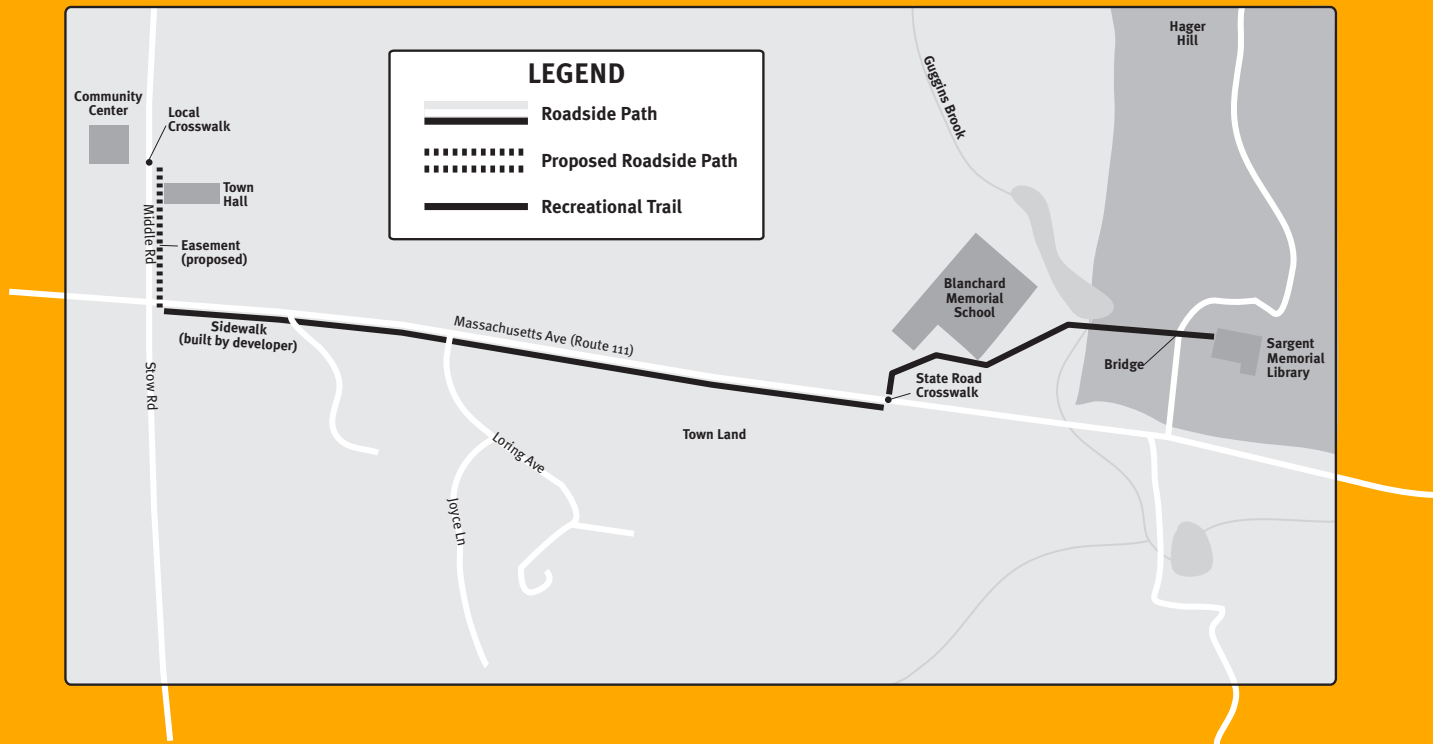 Hager
Hill
Guggins Brook
LEGEND
Roadside Path
Proposed Roadside Path
Recreational Trail
Community
Center
Local
Crosswalk
Town
Hall
Middle Rd
Easement
(proposed)
Sidewalk
(built by developer)
Massachusetts Ave (Route 111)
Stow Rd
Blanchard
Memorial
School
Bridge
Sargent
Memorial
Library
State Road
Crosswalk
Town Land
Loring Ave
Joyce Ln